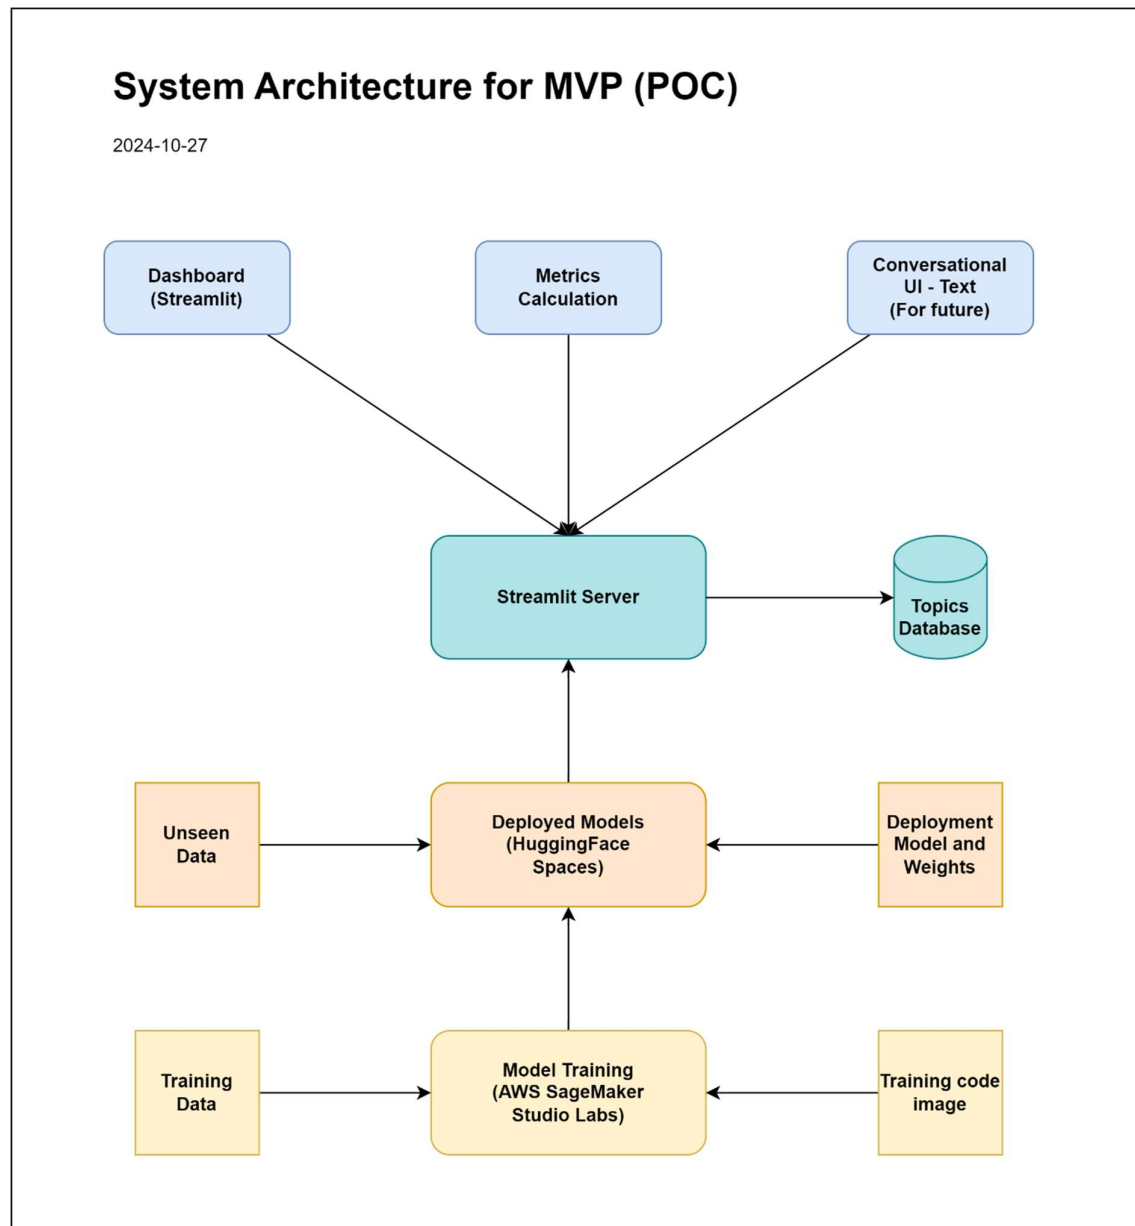 System Architecture for MVP (POC)
2024-10-27
Dashboard
(Streamlit)
Metrics
Calculation
Conversational
UI - Text
(For future)
Streamlit Server
Topics
Database
Unseen
Data
Deployed Models
(HuggingFace
Spaces)
Deployment
Model and
Weights
Training
Data
Model Training
(AWS SageMaker
Studio Labs)
Training code
image